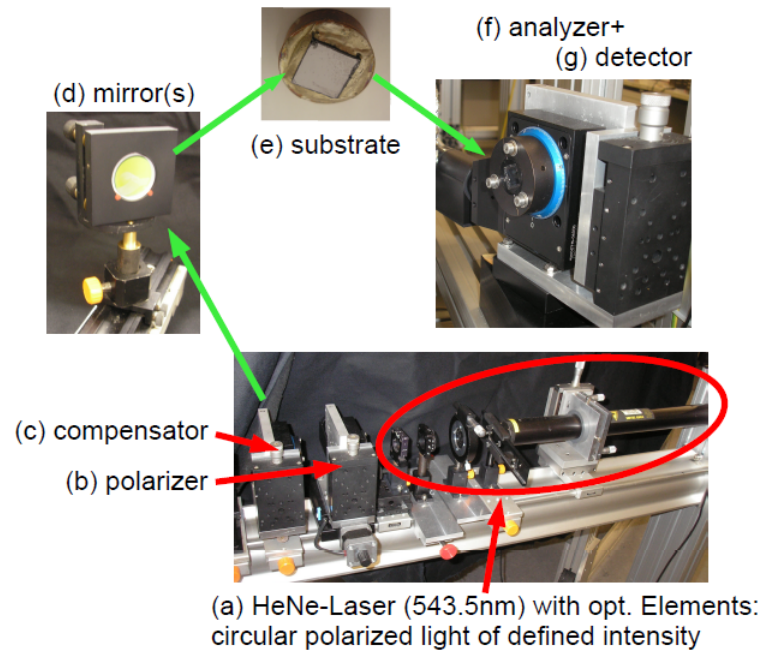 (f) analyzer+
(g) detector
(d) mirror(s)
(e) substrate
(c) compensator
(b) polarizer
(a) HeNe-Laser (543.5nm) with opt. Elements:
circular polarized light of defined intensity